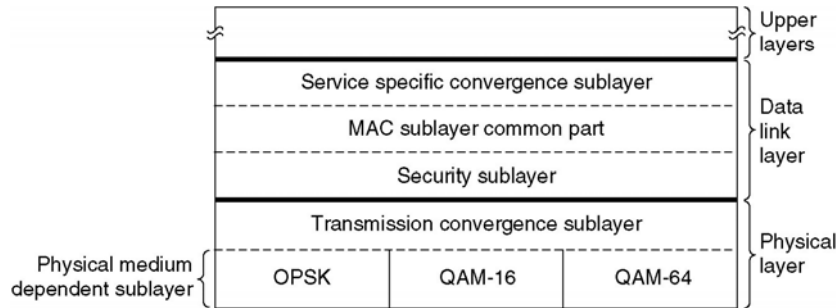 Upper
layers
Service specific convergence sublayer
MAC sublayer common part
Security sublayer
Data
link
layer
Transmission convergence sublayer
Physical
layer
Physical medium
dependent sublayer
OPSK
QAM-16
QAM-64